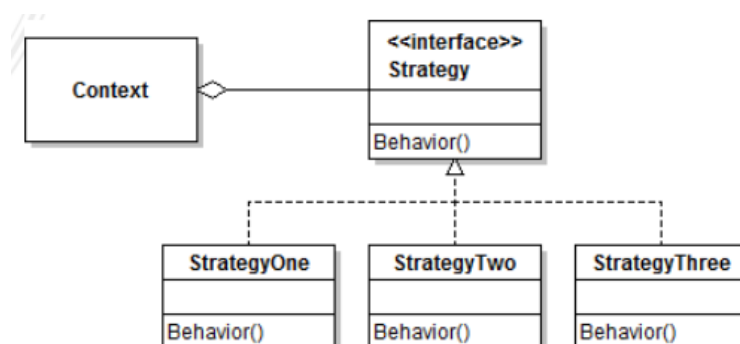 <<interface>>
Strategy
Context
Behavior()
StrategyOne
StrategyTwo
StrategyThree
Behavior()
Behavior()
Behavior()